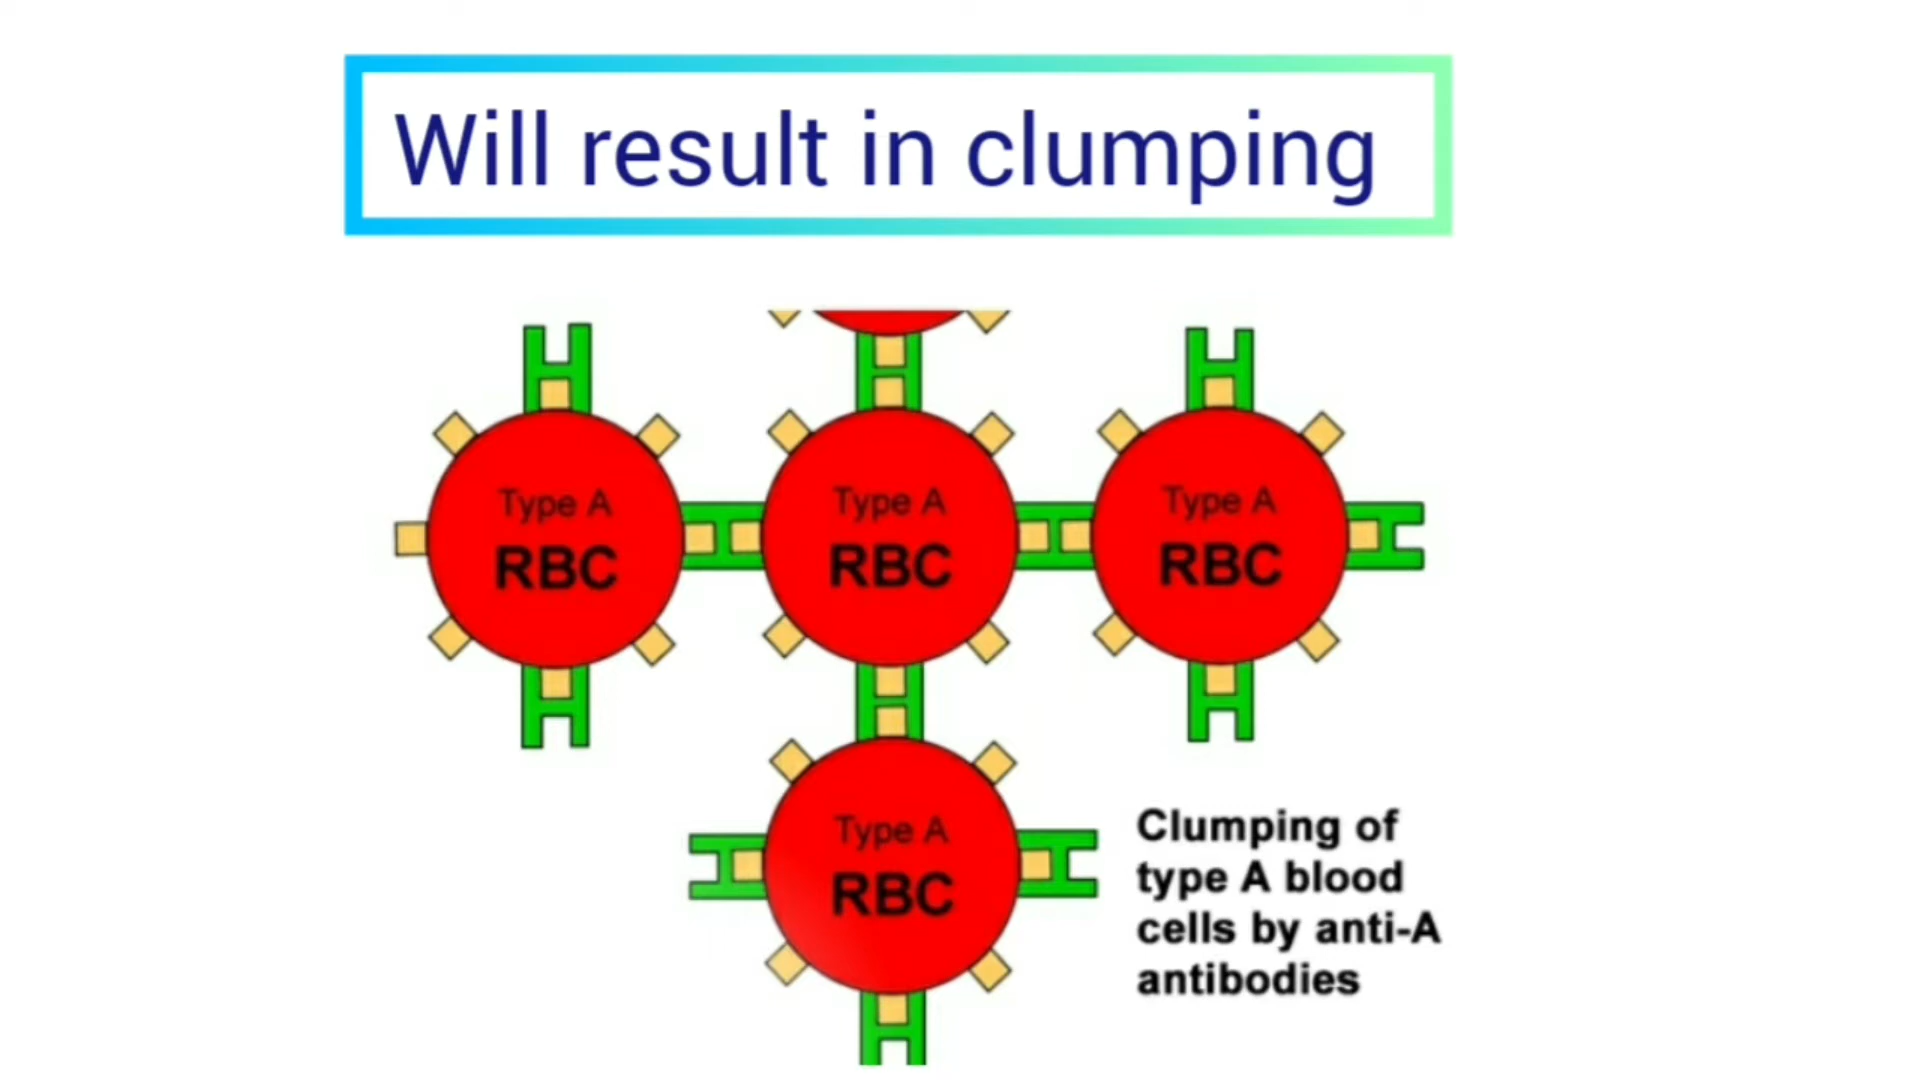 Will result in clumping
Type A
RBC
Type A
RBC
Type A
RBC
Type A
RBC
Clumping of
type A blood
cells by anti-A
antibodies